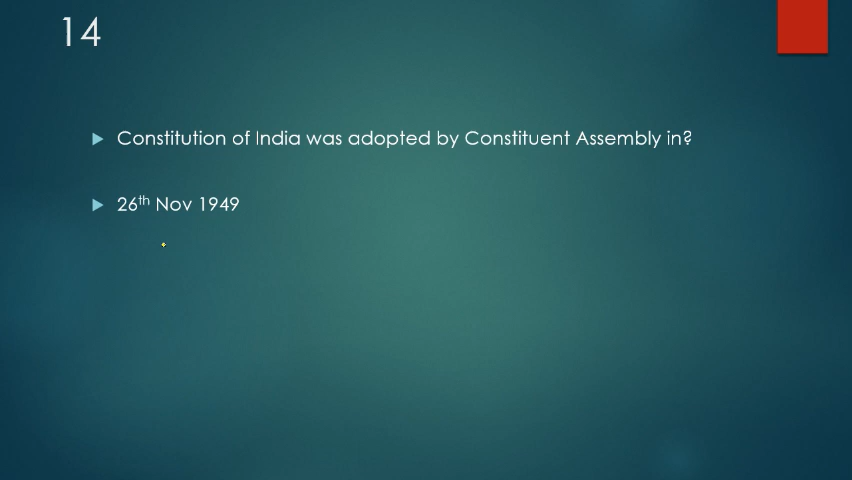 14
Constitution of India was adopted by Constituent Assembly in?
26th Nov 1949